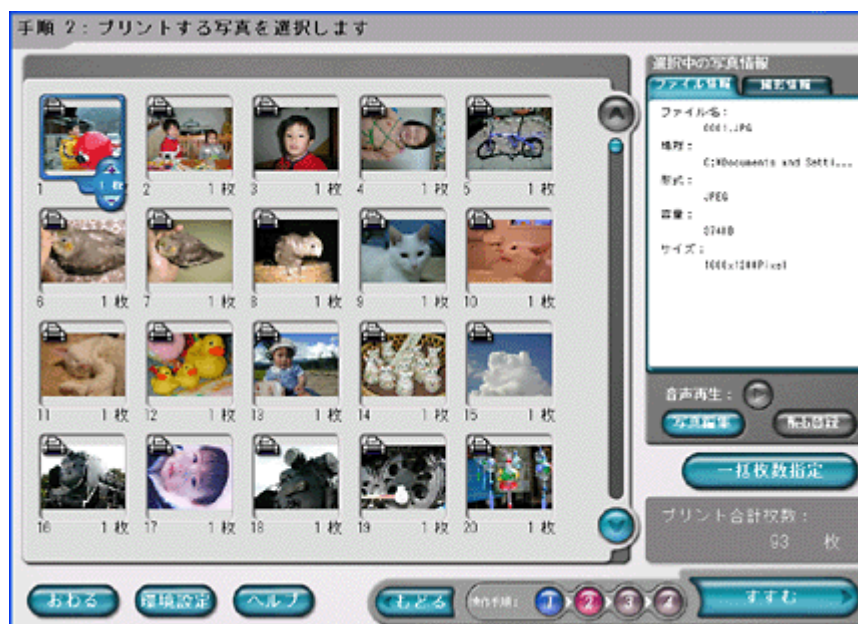 手順 2:プリントする写真を選択します
選択中の写真情報
ファイル情報 撮影情報
ファイル名:
0001.JPG
場所:
C:¥Documents and Setti...
形式:
JPEG
容量:
サイズ:
1 1 枚
2 1 枚
3 1 枚
4 1 枚
5 1 枚
6 1 枚
7 1 枚
8 1 枚
9 1 枚
10 1 枚
11 1 枚
12 1 枚
13 1 枚
14 1 枚
15 1 枚
16 1 枚
17 1 枚
18 1 枚
19 1 枚
20 1 枚
音声再生:
写真編集 Web登録
一括枚数指定
プリント合計枚数:
93 枚
おわる 環境設定 ヘルプ もどる 操作手順: 1 2 3 4 すすむ